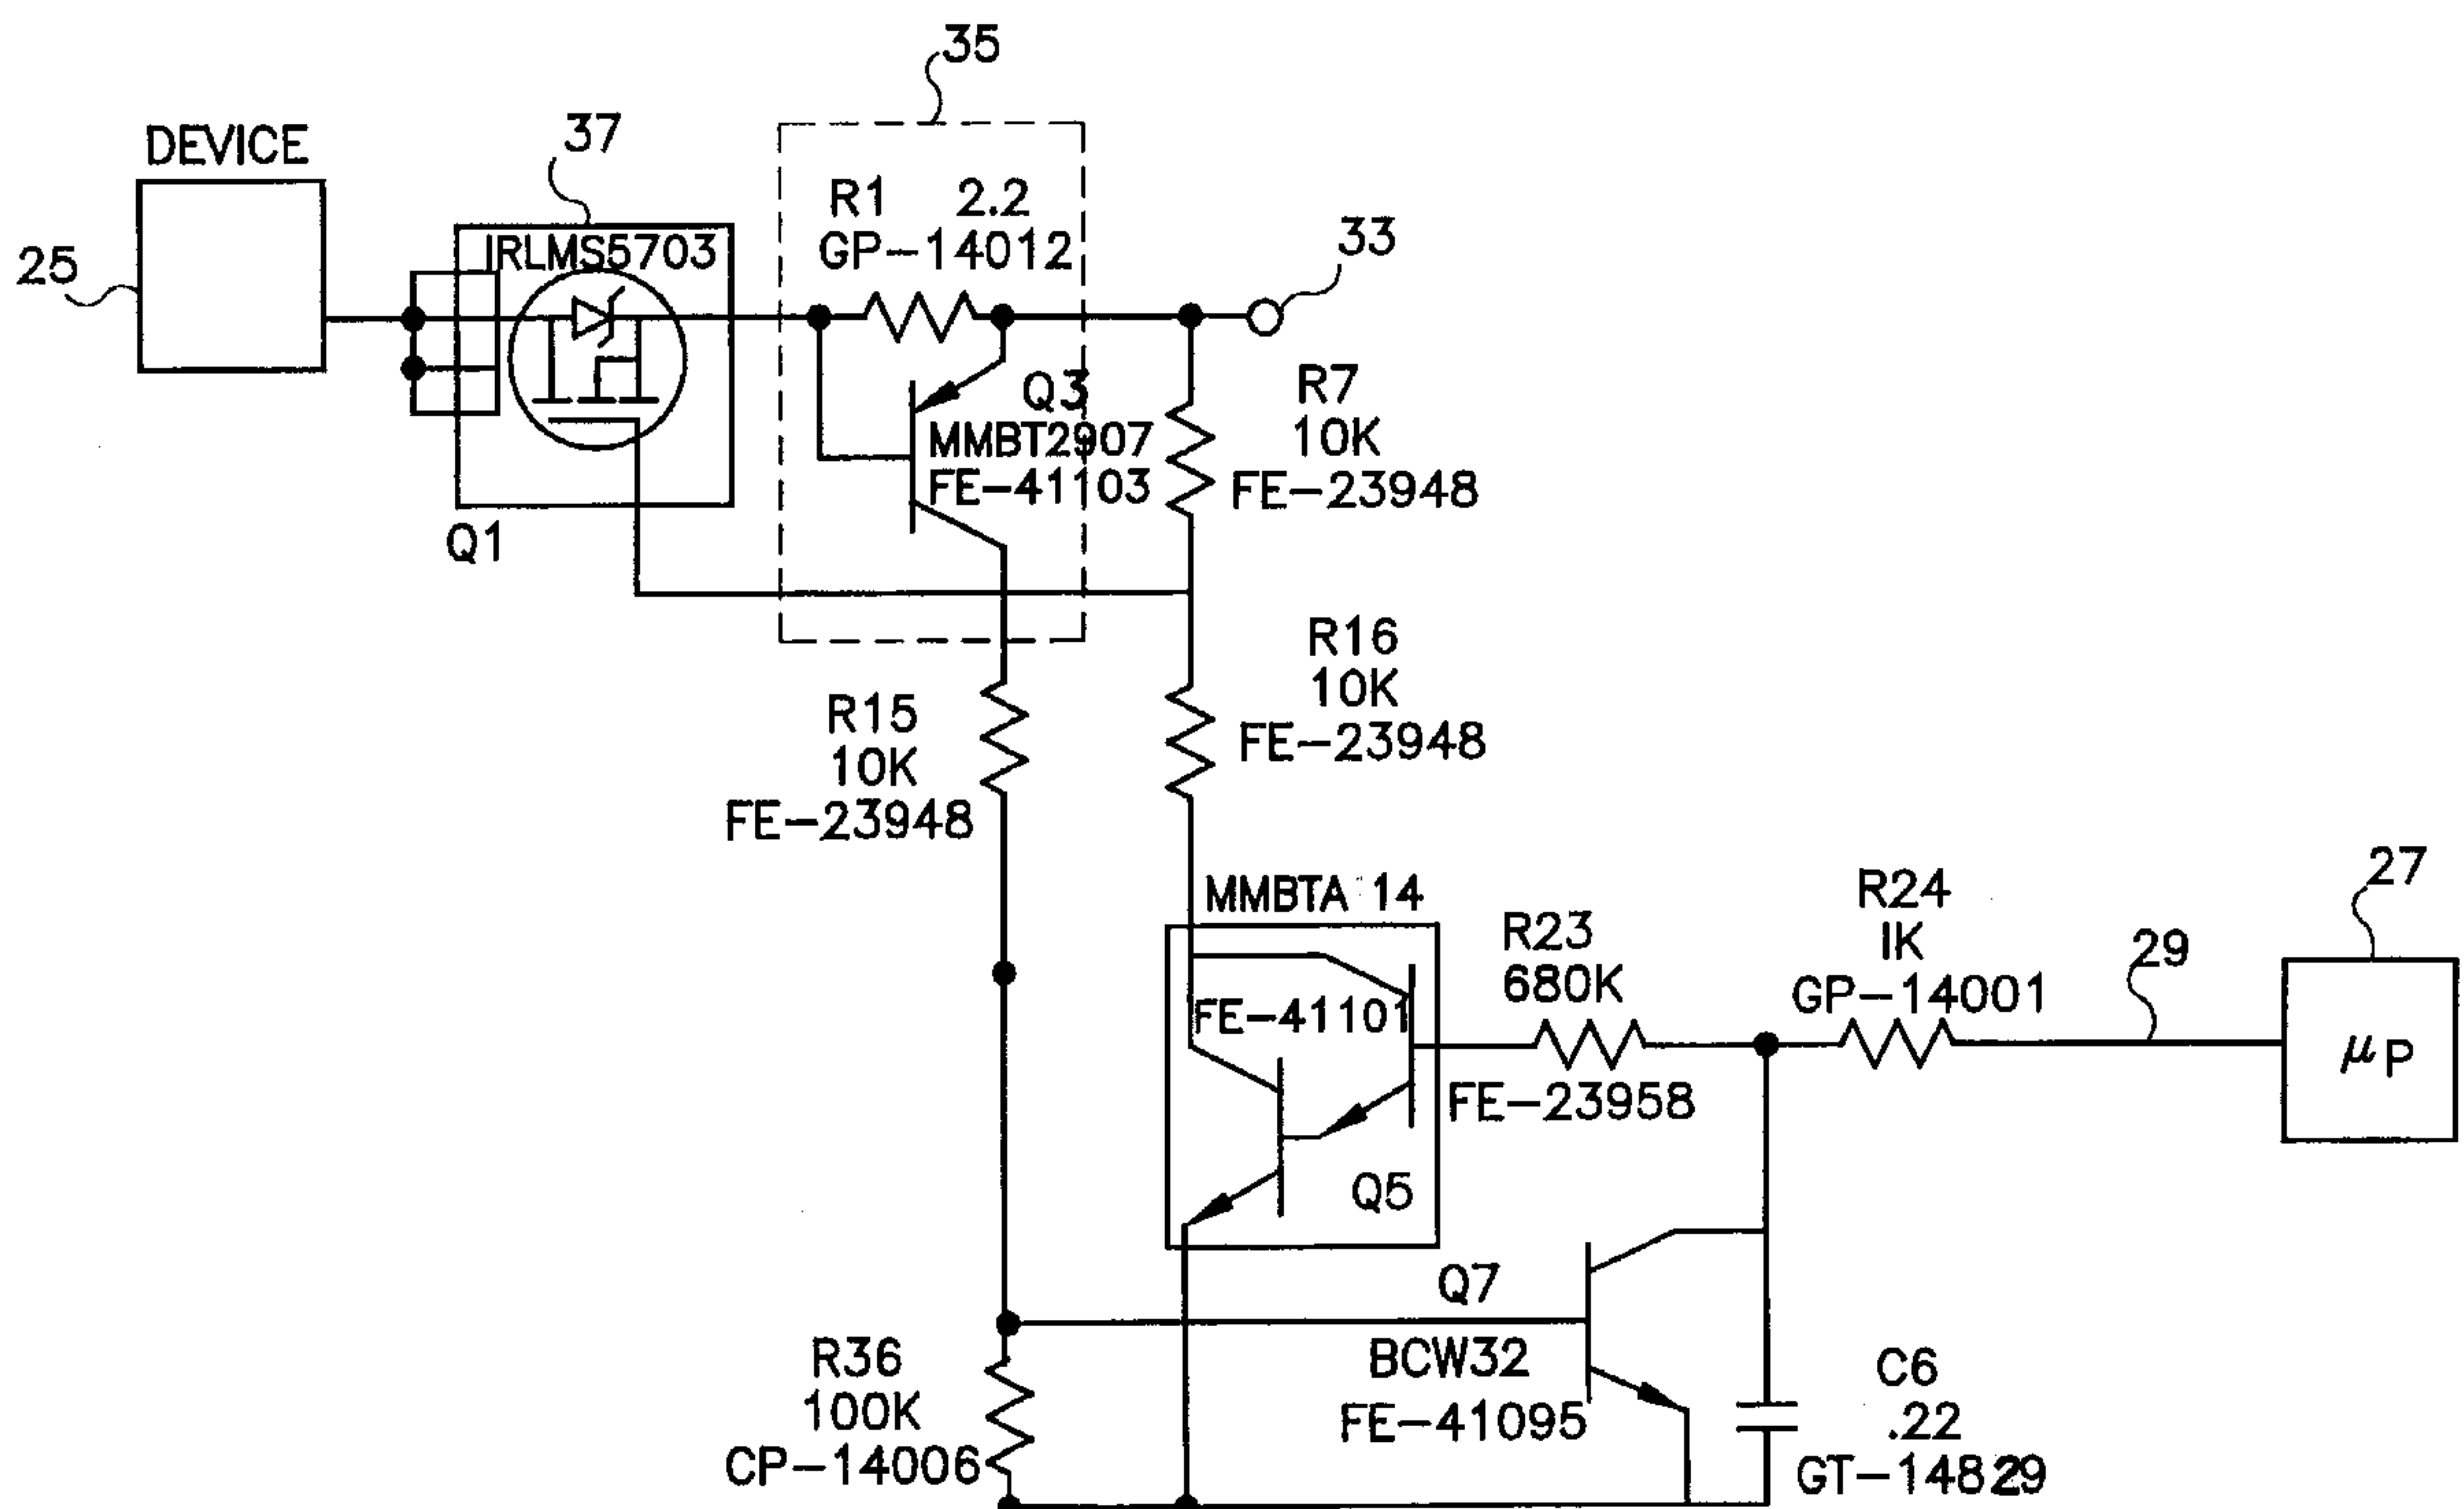 35
DEVICE
37
R1 2.2
GP-14012
IRLMS5703
33
25
Q3
MMBT2907
FE-41103
R7
10K
FE-23948
Q1
R16
10K
FE-23948
R15
10K
FE-23948
MMBTA 14
FE-41101
Q5
R23
680K
FE-23958
R24
1K
GP-14001
29
27
μP
Q7
BCW32
FE-41095
R36
100K
CP-14006
C6
.22
GT-14829